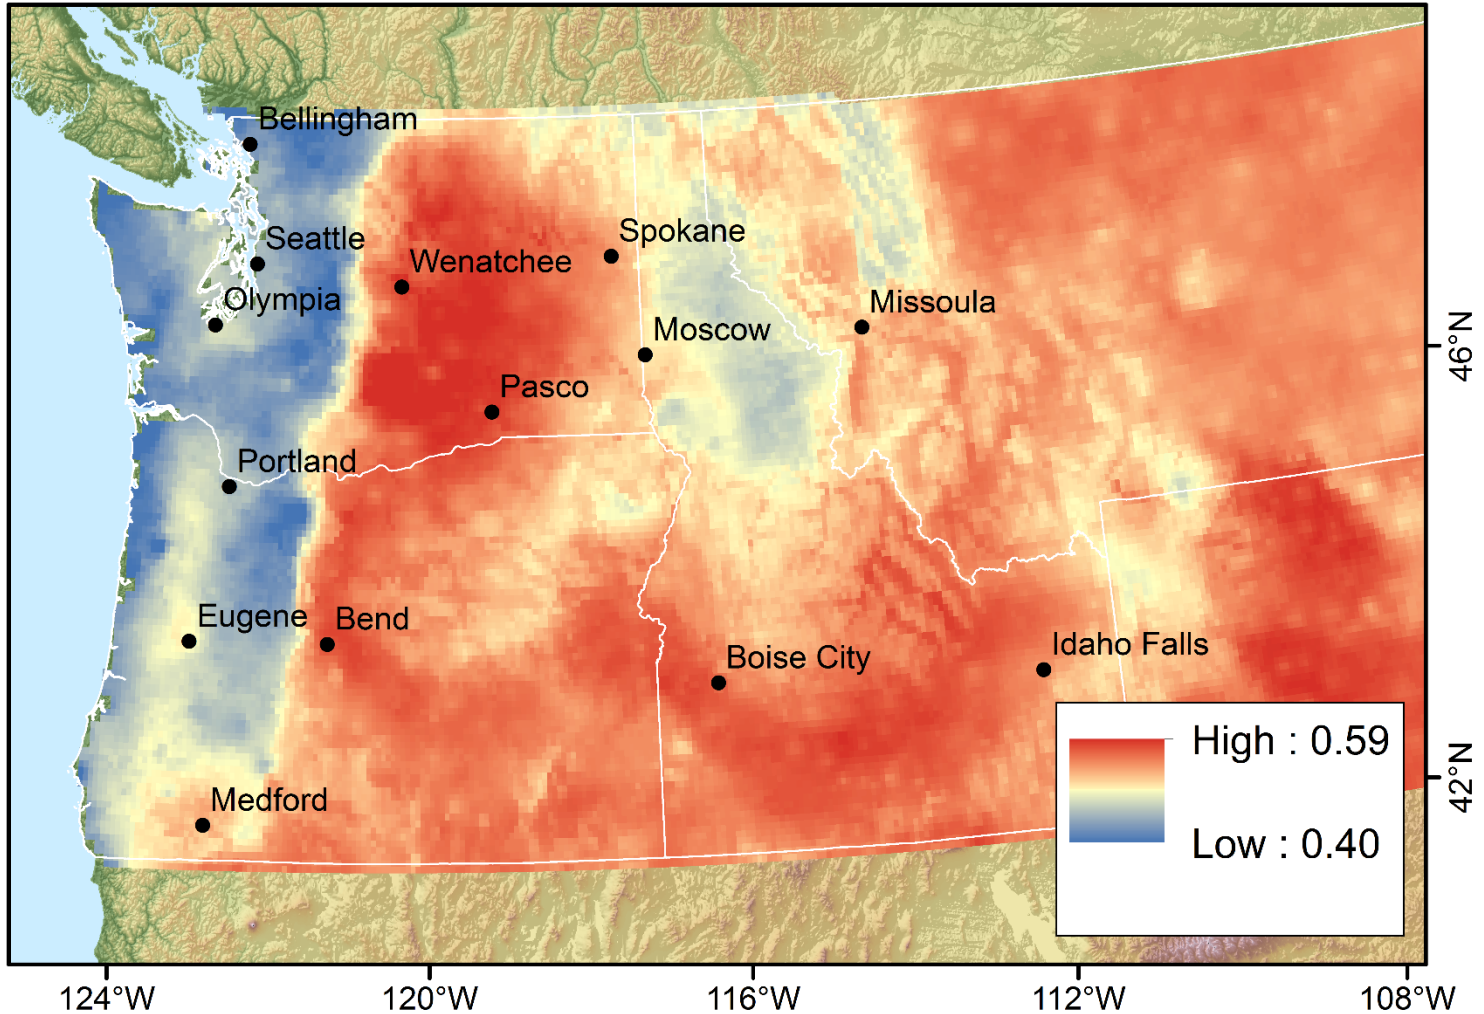 Bellingham
Seattle
Spokane
Wenatchee
Olympia
Missoula
Moscow
46°N
Pasco
Portland
Eugene
Bend
Idaho Falls
Boise City
High : 0.59
Medford
42°N
Low : 0.40
124°W
120°W
116°W
112°W
108°W